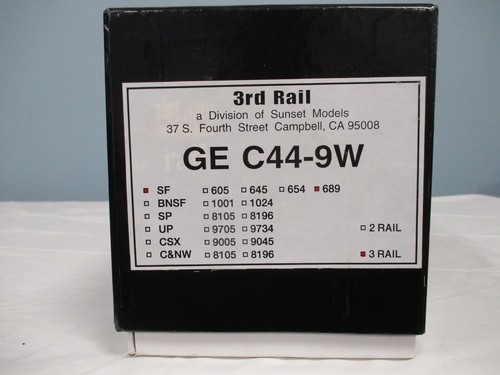 3rd Rail
a Division of Sunset Models
37 S. Fourth Street Campbell, CA 95008
GE C44-9W
SF 605 645 654 689
BNSF 1001 1024
SP 8105 8196
UP 9705 9734 2 RAIL
CSX 9005 9045
C&NW 8105 8196 3 RAIL